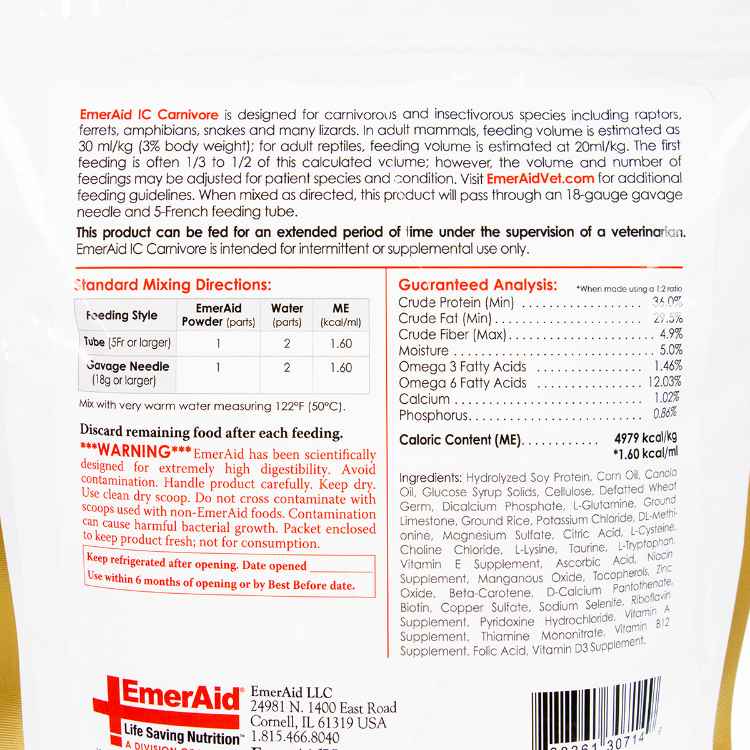 EmerAid IC Carnivore is designed for carnivorous and insectivorous species including raptors,
ferrets, amphibians, snakes and many lizards. In adult mammals, feeding volume is estimated as
30 ml/kg (3% body weight); for adult reptiles, feeding volume is estimated at 20ml/kg. The first
feeding is often 1/3 to 1/2 of this calculated volume; however, the volume and number of
feedings may be adjusted for patient species and condition. Visit EmerAidVet.com for additional
feeding guidelines. When mixed as directed, this product will pass through an 18-gauge gavage
needle and 5-French feeding tube.
This product can be fed for an extended period of time under the supervision of a veterinarian.
EmerAid IC Carnivore is intended for intermittent or supplemental use only.
Standard Mixing Directions:
Feeding Style EmerAid Powder (parts) Water (parts) ME (kcal/ml)
Tube (5Fr or larger) 1 2 1.60
Gavage Needle (18g or larger) 1 2 1.60
Mix with very warm water measuring 122°F (50°C).
Discard remaining food after each feeding.
***WARNING*** EmerAid has been scientifically
designed for extremely high digestibility. Avoid
contamination. Handle product carefully. Keep dry.
Use clean dry scoop. Do not cross contaminate with
scoops used with non-EmerAid foods. Contamination
can cause harmful bacterial growth. Packet enclosed
to keep product fresh; not for consumption.
Keep refrigerated after opening. Date opened ________
Use within 6 months of opening or by Best Before date.
Guaranteed Analysis: *When made using a 1:2 ratio
Crude Protein (Min) ................ 36.0%
Crude Fat (Min) .................... 29.5%
Crude Fiber (Max) .................. 4.9%
Moisture ........................... 5.0%
Omega 3 Fatty Acids ................ 1.46%
Omega 6 Fatty Acids ................ 12.03%
Calcium ............................ 1.02%
Phosphorus ......................... 0.86%
Caloric Content (ME)............ 4979 kcal/kg
*1.60 kcal/ml
Ingredients: Hydrolyzed Soy Protein, Corn Oil, Canola
Oil, Glucose Syrup Solids, Cellulose, Defatted Wheat
Germ, Dicalcium Phosphate, L-Glutamine, Ground
Limestone, Ground Rice, Potassium Chloride, DL-Methi-
onine, Magnesium Sulfate, Citric Acid, L-Cysteine,
Choline Chloride, L-Lysine, Taurine, L-Tryptophan,
Vitamin E Supplement, Ascorbic Acid, Niacin
Supplement, Manganous Oxide, Tocopherols, Zinc
Oxide, Beta-Carotene, D-Calcium Pantothenate,
Biotin, Copper Sulfate, Sodium Selenite, Riboflavin
Supplement, Pyridoxine Hydrochloride, Vitamin A
Supplement, Thiamine Mononitrate, Vitamin B12
Supplement, Folic Acid, Vitamin D3 Supplement.
EmerAid®
Life Saving Nutrition™
A DIVISION
EmerAid LLC
24981 N. 1400 East Road
Cornell, IL 61319 USA
1.815.466.8040
30714